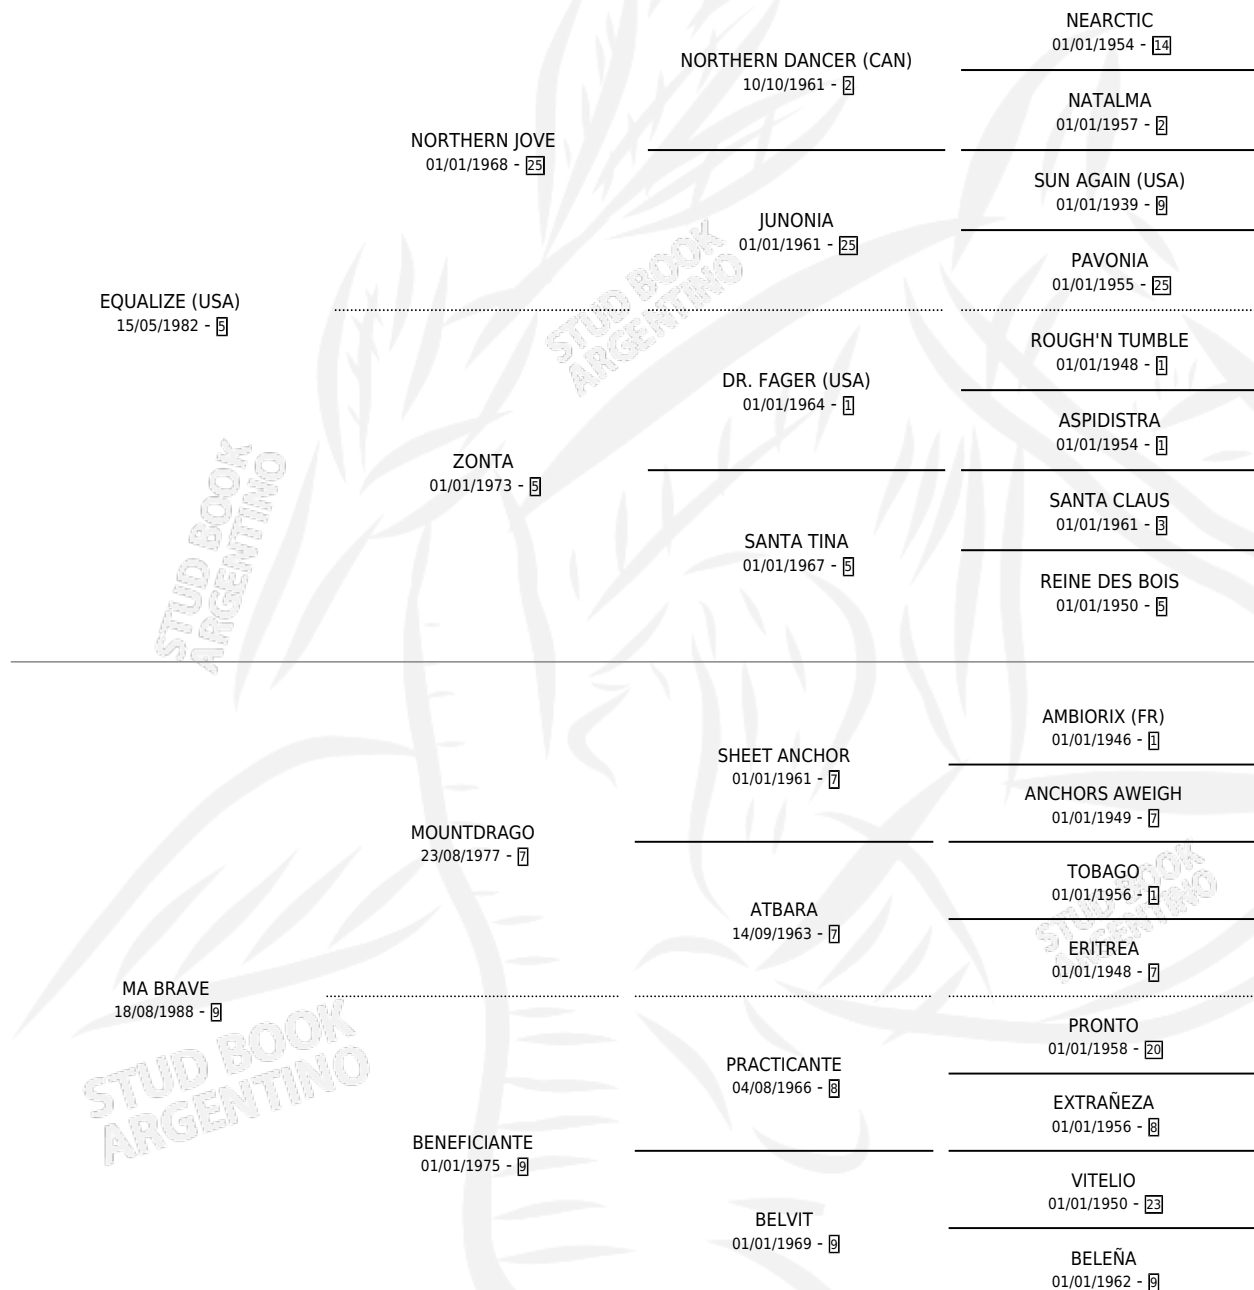 NEARCTIC
01/01/1954 - 14
NORTHERN DANCER (CAN)
10/10/1961 - 2
NATALMA
01/01/1957 - 2
NORTHERN JOVE
01/01/1968 - 25
SUN AGAIN (USA)
01/01/1939 - 9
JUNONIA
01/01/1961 - 25
PAVONIA
01/01/1955 - 25
EQUALIZE (USA)
15/05/1982 - 5
ROUGH'N TUMBLE
01/01/1948 - 1
DR. FAGER (USA)
01/01/1964 - 1
ASPIDISTRA
01/01/1954 - 1
ZONTA
01/01/1973 - 5
SANTA CLAUS
01/01/1961 - 3
SANTA TINA
01/01/1967 - 5
REINE DES BOIS
01/01/1950 - 5
AMBIORIX (FR)
01/01/1946 - 1
SHEET ANCHOR
01/01/1961 - 7
ANCHORS AWEIGH
01/01/1949 - 7
MOUNTDRAGO
23/08/1977 - 7
TOBAGO
01/01/1956 - 1
ATBARA
14/09/1963 - 7
ERITREA
01/01/1948 - 7
MA BRAVE
18/08/1988 - 9
PRONTO
01/01/1958 - 20
PRACTICANTE
04/08/1966 - 8
EXTRAÑEZA
01/01/1956 - 8
BENEFICIANTE
01/01/1975 - 9
VITELIO
01/01/1950 - 23
BELVIT
01/01/1969 - 9
BELEÑA
01/01/1962 - 9
STUD BOOK
ARGENTINO
STUD BOOK
ARGENTINO
STUD BOOK
ARGENTINO
STUD BOOK
ARGENTINO